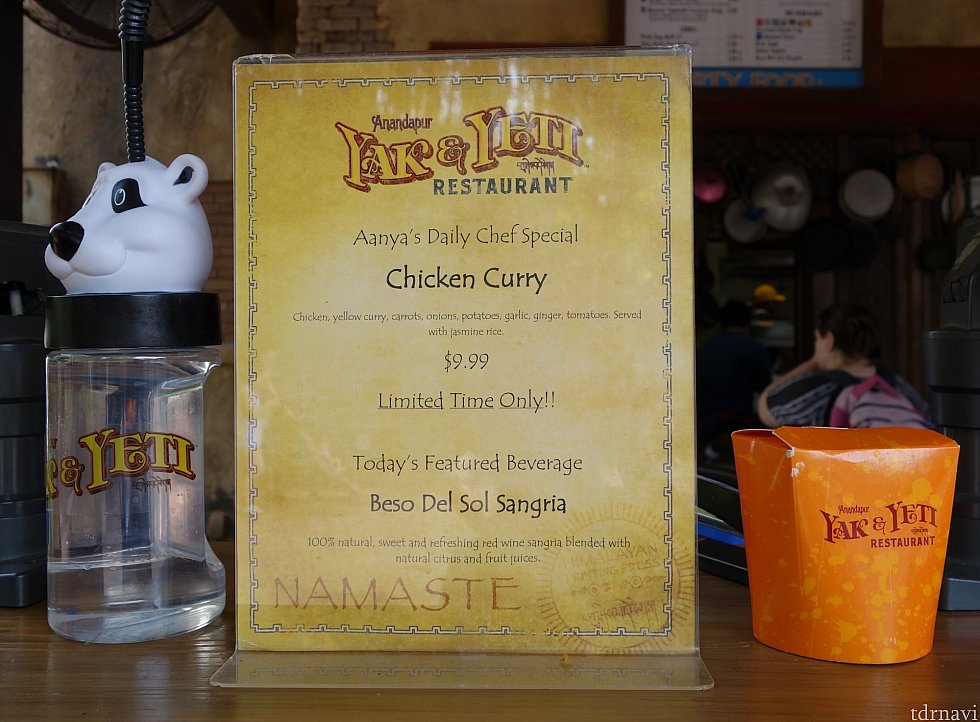 Anandapur
YAK & YETI
RESTAURANT
Aanya's Daily Chef Special
Chicken Curry
Chicken, yellow curry, carrots, onions, potatoes, garlic, ginger, tomatoes. Served
with jasmine rice.
$9.99
Limited Time Only!!
Today's Featured Beverage
Beso Del Sol Sangria
100% natural, sweet and refreshing red wine sangria blended with
natural citrus and fruit juices.
NAMASTE
& YETI
Anandapur
YAK & YETI
RESTAURANT
tdrnavi